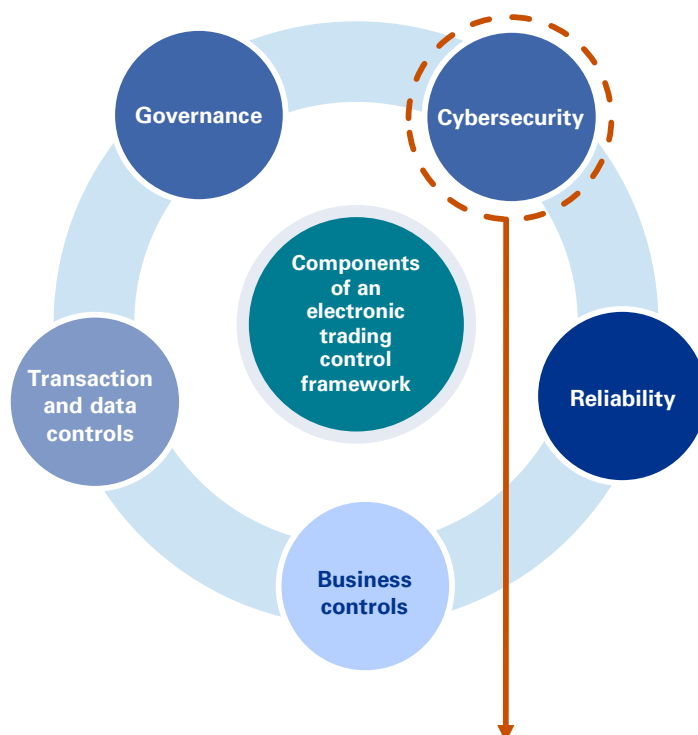 Governance
Cybersecurity
Components
of an
electronic
trading
control
framework
Transaction
and data
controls
Reliability
Business
controls